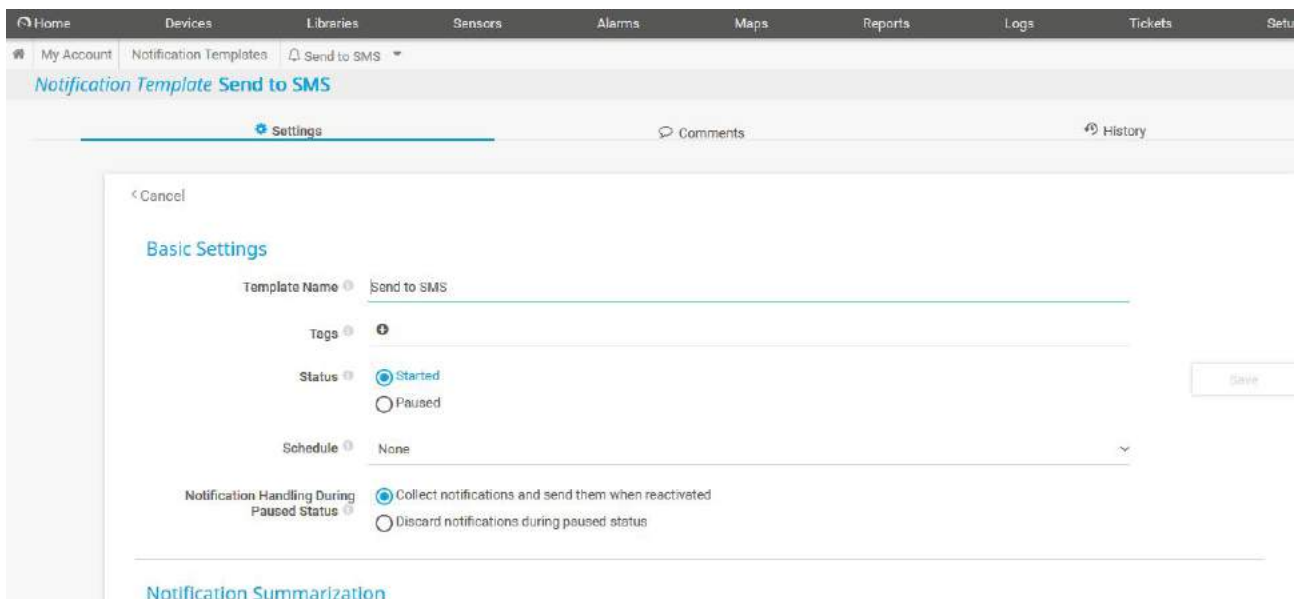 Home Devices Libraries Sensors Alarms Maps Reports Logs Tickets Setu
My Account Notification Templates Send to SMS
Notification Template Send to SMS
Settings Comments History
<Cancel
Basic Settings
Template Name Send to SMS
Tags
Status Started
Save
Paused
Schedule None
Notification Handling During Paused Status Collect notifications and send them when reactivated
Discard notifications during paused status
Notification Summarization